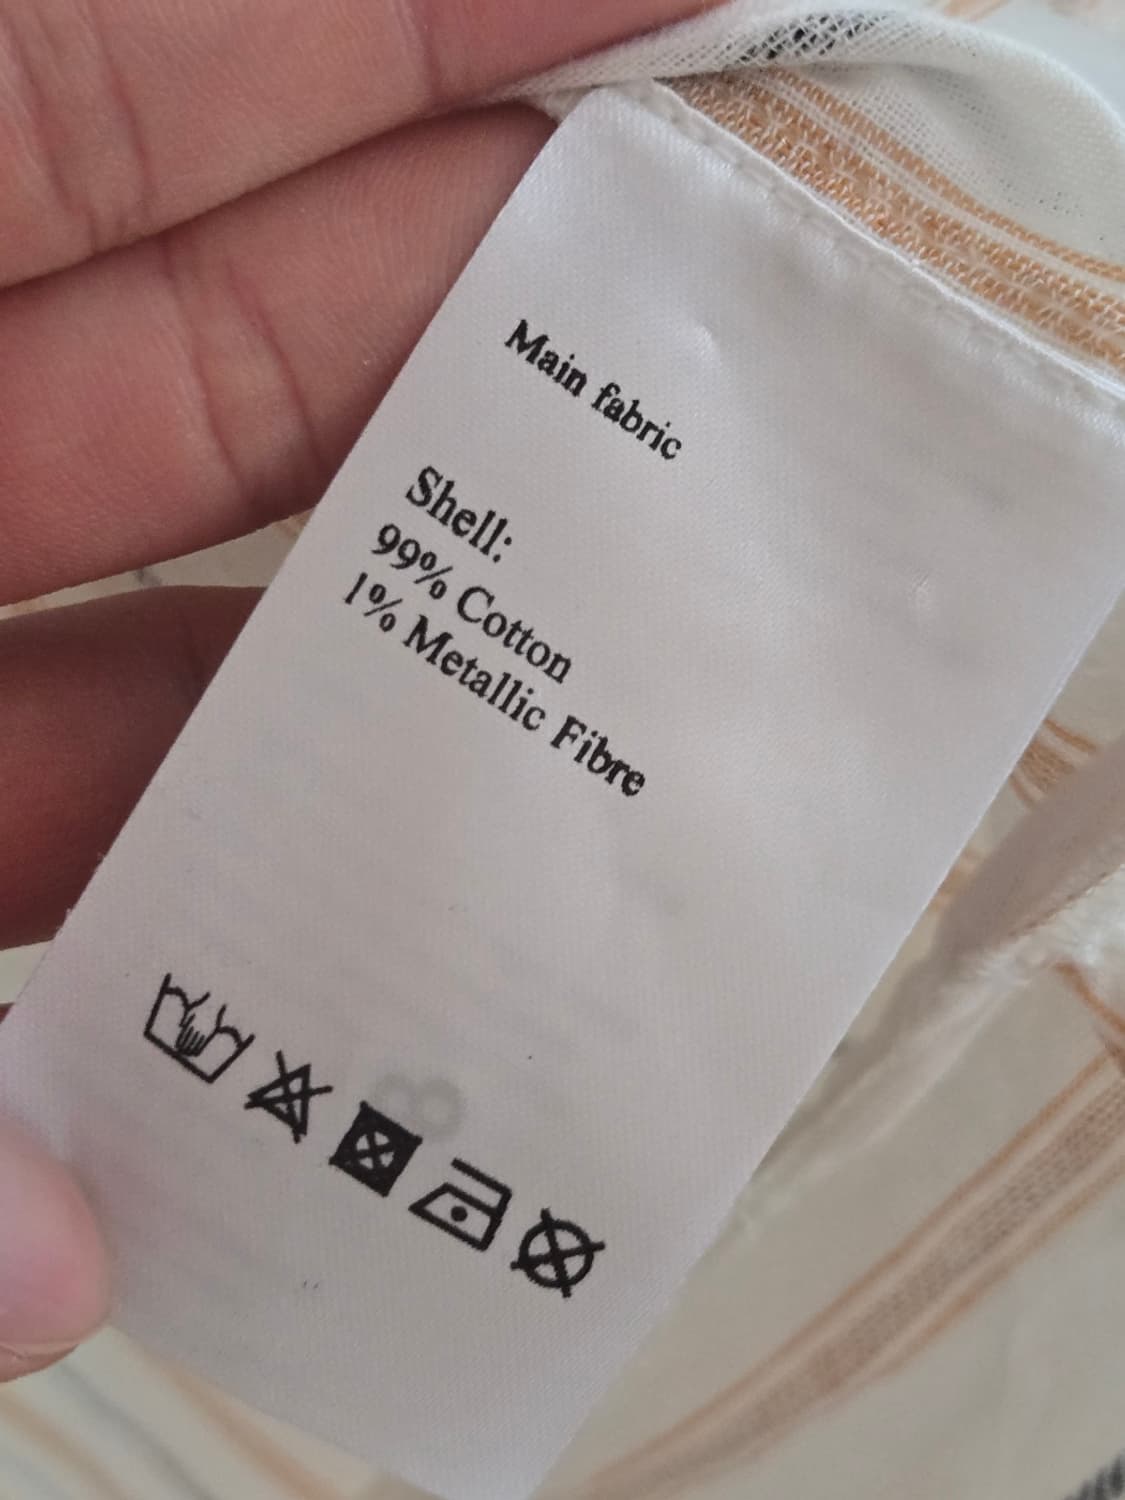 Main fabric
Shell:
99% Cotton
1% Metallic Fibre